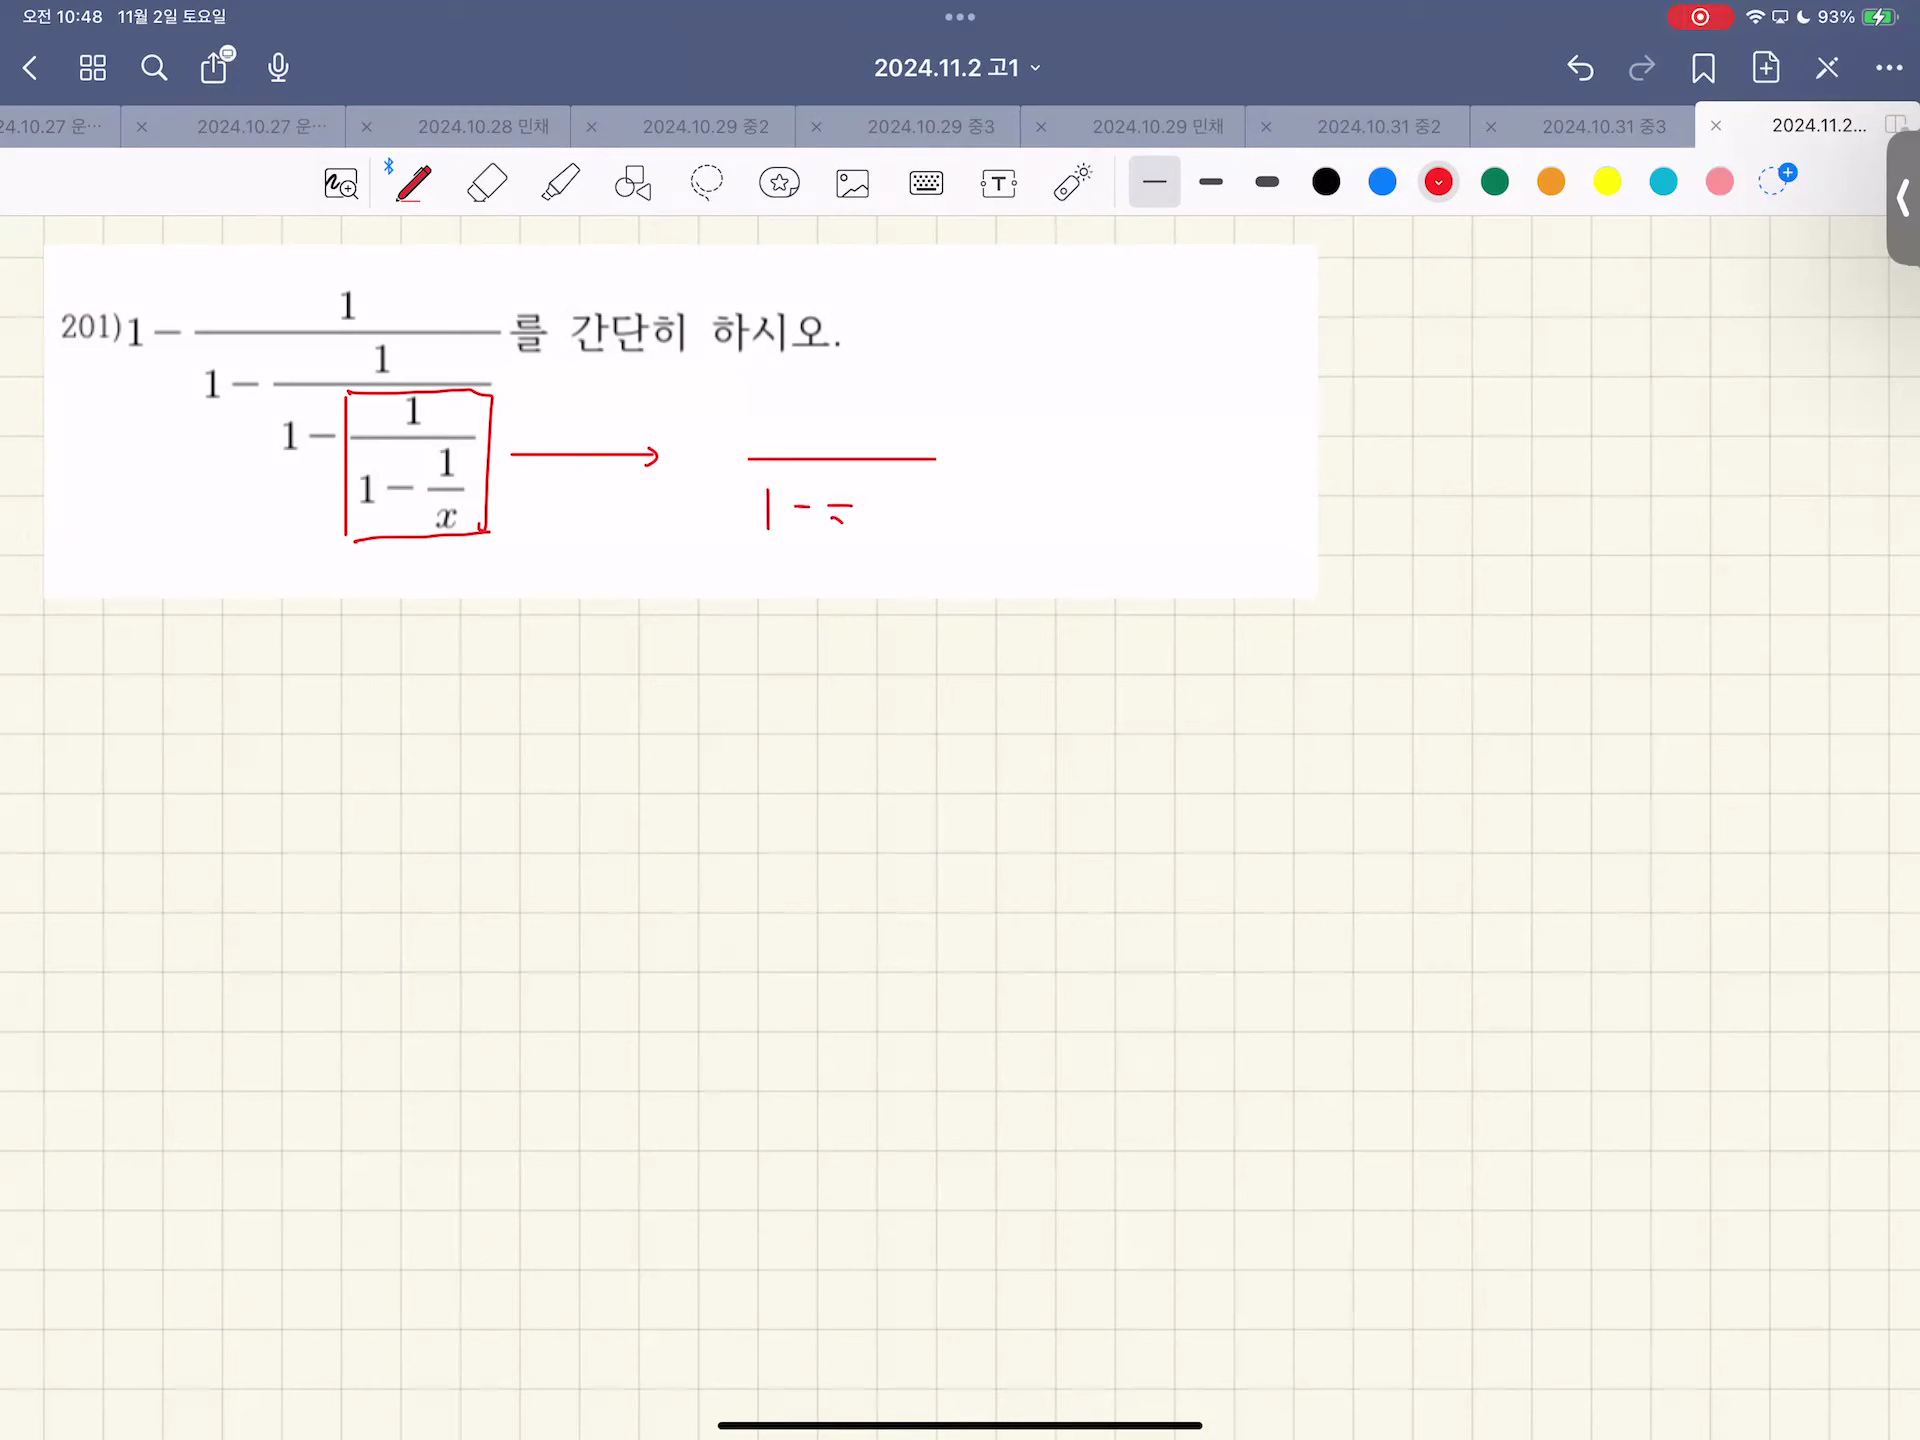 오전 10:48 11월 2일 토요일
93%
2024.11.2 고1
24.10.27 운…
2024.10.27 운…
2024.10.28 민채
2024.10.29 중2
2024.10.29 중3
2024.10.29 민채
2024.10.31 중2
2024.10.31 중3
2024.11.2...
201) 1 - 1/(1 - 1/(1 - 1/(1 - 1/x))) 를 간단히 하시오.
1 -